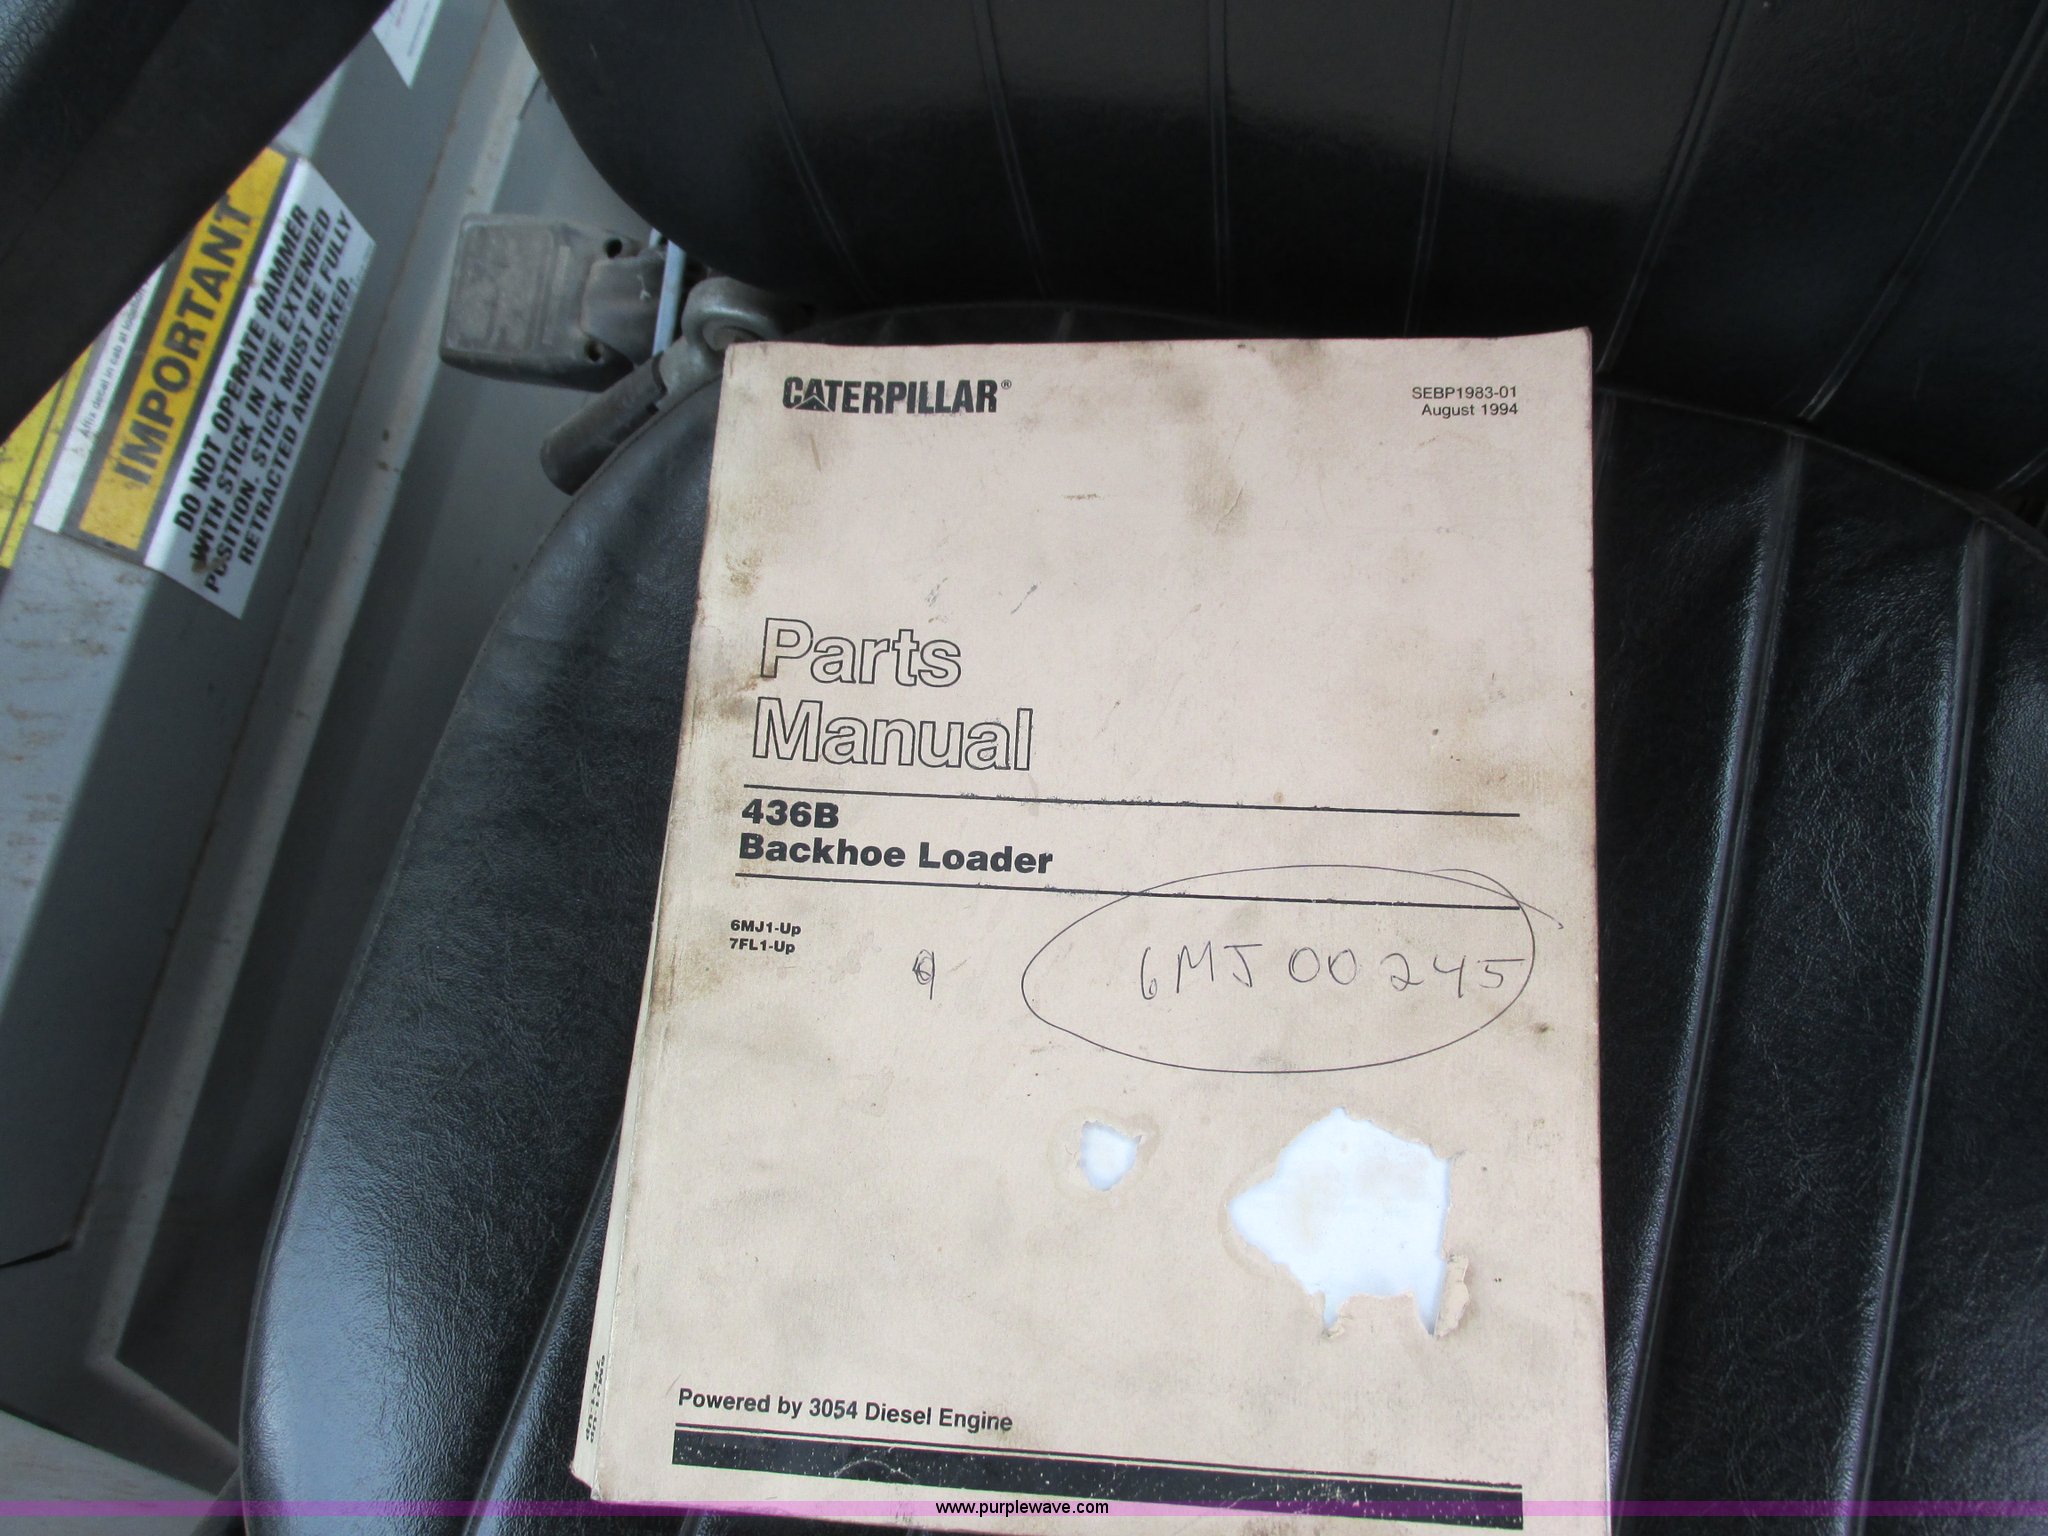 IMPORTANT
DO NOT OPERATE RAMMER
WITH STICK IN THE EXTENDED
POSITION. STICK MUST BE FULLY
RETRACTED AND LOCKED.
CATERPILLAR®
SEBP1983-01
August 1994
Parts
Manual
436B
Backhoe Loader
6MJ1-Up
7FL1-Up
6MJ00245
Powered by 3054 Diesel Engine
www.purplewave.com